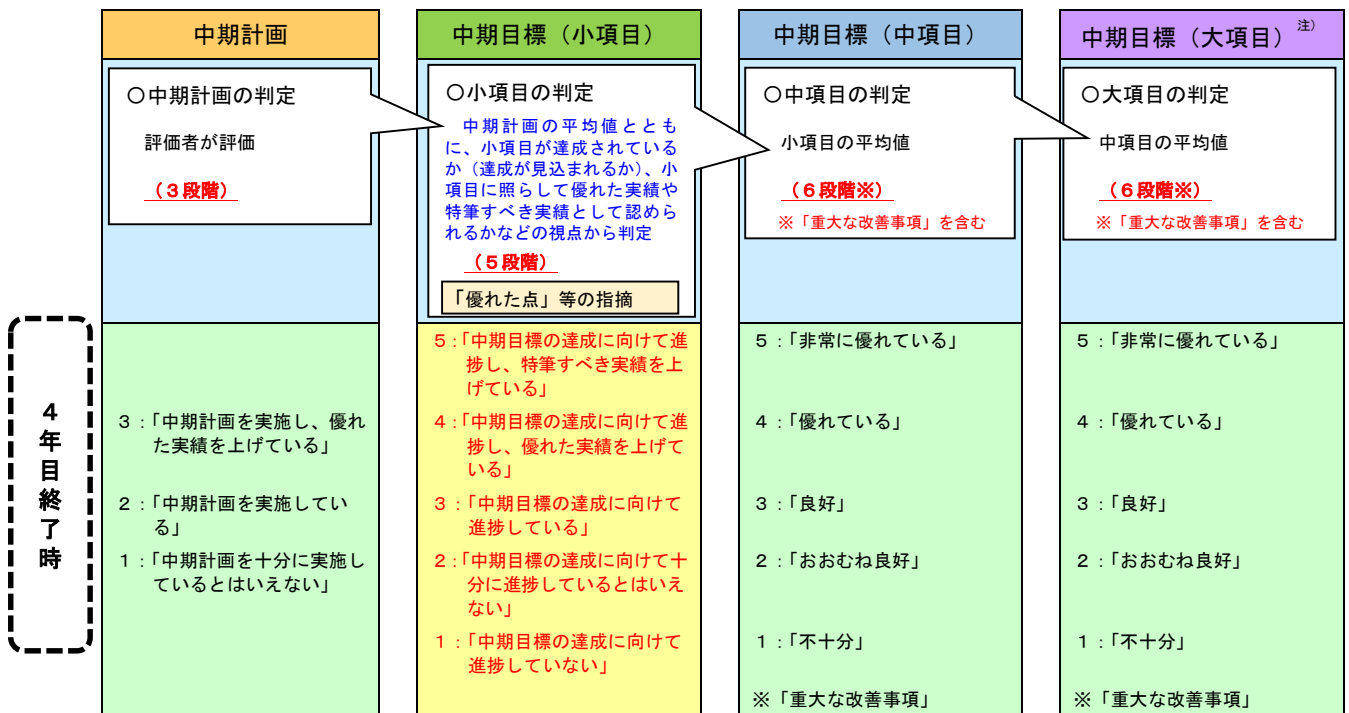 中期計画
〇中期計画の判定
評価者が評価
（３段階）
3：「中期計画を実施し、優れ
た実績を上げている」
2：「中期計画を実施してい
る」
1：「中期計画を十分に実施し
ているとはいえない」
中期目標（小項目）
〇小項目の判定
中期計画の平均値ととも
に、小項目が達成されている
か（達成が見込まれるか）、小
項目に照らして優れた実績や
特筆すべき実績として認めら
れるかなどの視点から判定
（５段階）
「優れた点」等の指摘
5：「中期目標の達成に向けて進
捗し、特筆すべき実績を上
げている」
4：「中期目標の達成に向けて進
捗し、優れた実績を上げて
いる」
3：「中期目標の達成に向けて
進捗している」
2：「中期目標の達成に向けて十
分に進捗しているとはいえ
ない」
1：「中期目標の達成に向けて
進捗していない」
中期目標（中項目）
〇中項目の判定
小項目の平均値
（６段階※）
※「重大な改善事項」を含む
5：「非常に優れている」
4：「優れている」
3：「良好」
2：「おおむね良好」
1：「不十分」
※「重大な改善事項」
中期目標（大項目）注）
〇大項目の判定
中項目の平均値
（６段階※）
※「重大な改善事項」を含む
5：「非常に優れている」
4：「優れている」
3：「良好」
2：「おおむね良好」
1：「不十分」
※「重大な改善事項」
４年目終了時